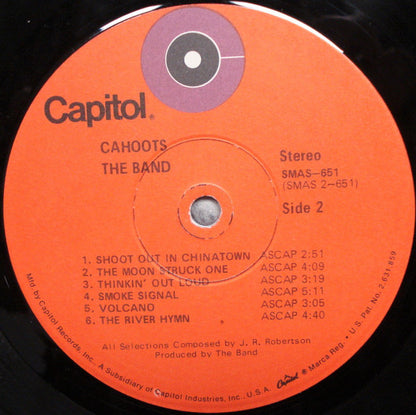 Capitol®
CAHOOTS
THE BAND
Stereo
SMAS-651
(SMAS 2-651)
Side 2
1. SHOOT OUT IN CHINATOWN ASCAP 2:51
2. THE MOON STRUCK ONE ASCAP 4:09
3. THINKIN' OUT LOUD ASCAP 3:19
4. SMOKE SIGNAL ASCAP 5:11
5. VOLCANO ASCAP 3:05
6. THE RIVER HYMN ASCAP 4:40
All Selections Composed by J. R. Robertson
Produced by The Band
Mfd by Capitol Records, Inc., A Subsidiary of Capitol Industries, Inc., U.S.A. Capitol ® Marca Reg. • U.S. Pat. No. 2,631,859